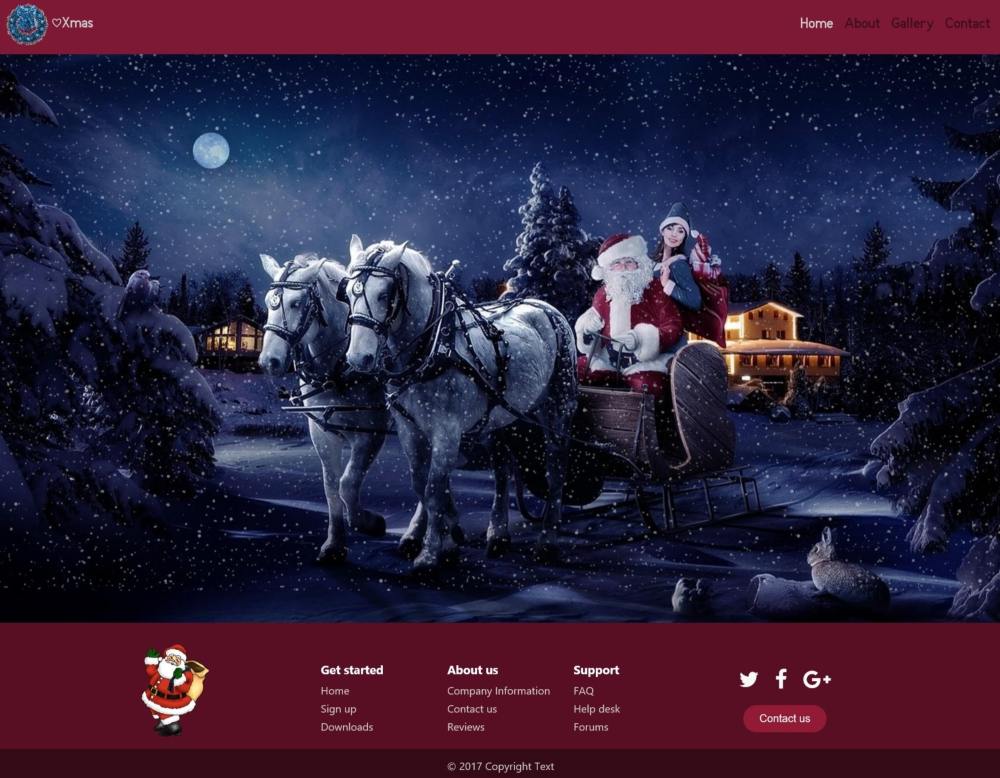 ♡Xmas
Home About Gallery Contact
Get started
Home
Sign up
Downloads
About us
Company Information
Contact us
Reviews
Support
FAQ
Help desk
Forums
G+
Contact us
© 2017 Copyright Text